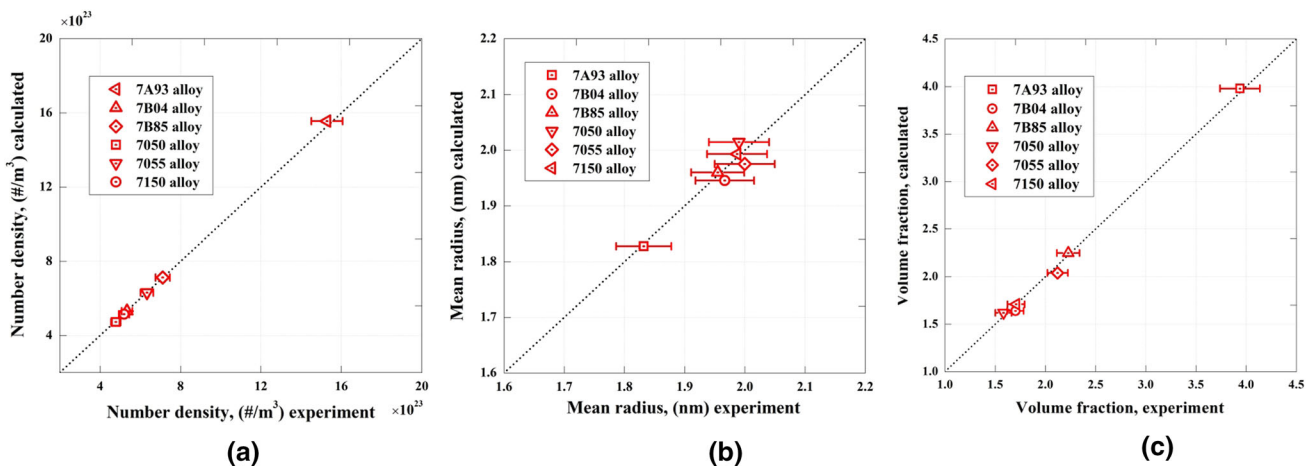 ×10²³
20
16
12
8
4
4
8
12
16
20
×10²³
Number density, (#/m³) calculated
Number density, (#/m³) experiment
7A93 alloy
7B04 alloy
7B85 alloy
7050 alloy
7055 alloy
7150 alloy
(a)
2.2
2.1
2.0
1.9
1.8
1.7
1.6
1.6
1.7
1.8
1.9
2.0
2.1
2.2
Mean radius, (nm) calculated
Mean radius, (nm) experiment
7A93 alloy
7B04 alloy
7B85 alloy
7050 alloy
7055 alloy
7150 alloy
(b)
4.5
4.0
3.5
3.0
2.5
2.0
1.5
1.0
1.0
1.5
2.0
2.5
3.0
3.5
4.0
4.5
Volume fraction, calculated
Volume fraction, experiment
7A93 alloy
7B04 alloy
7B85 alloy
7050 alloy
7055 alloy
7150 alloy
(c)